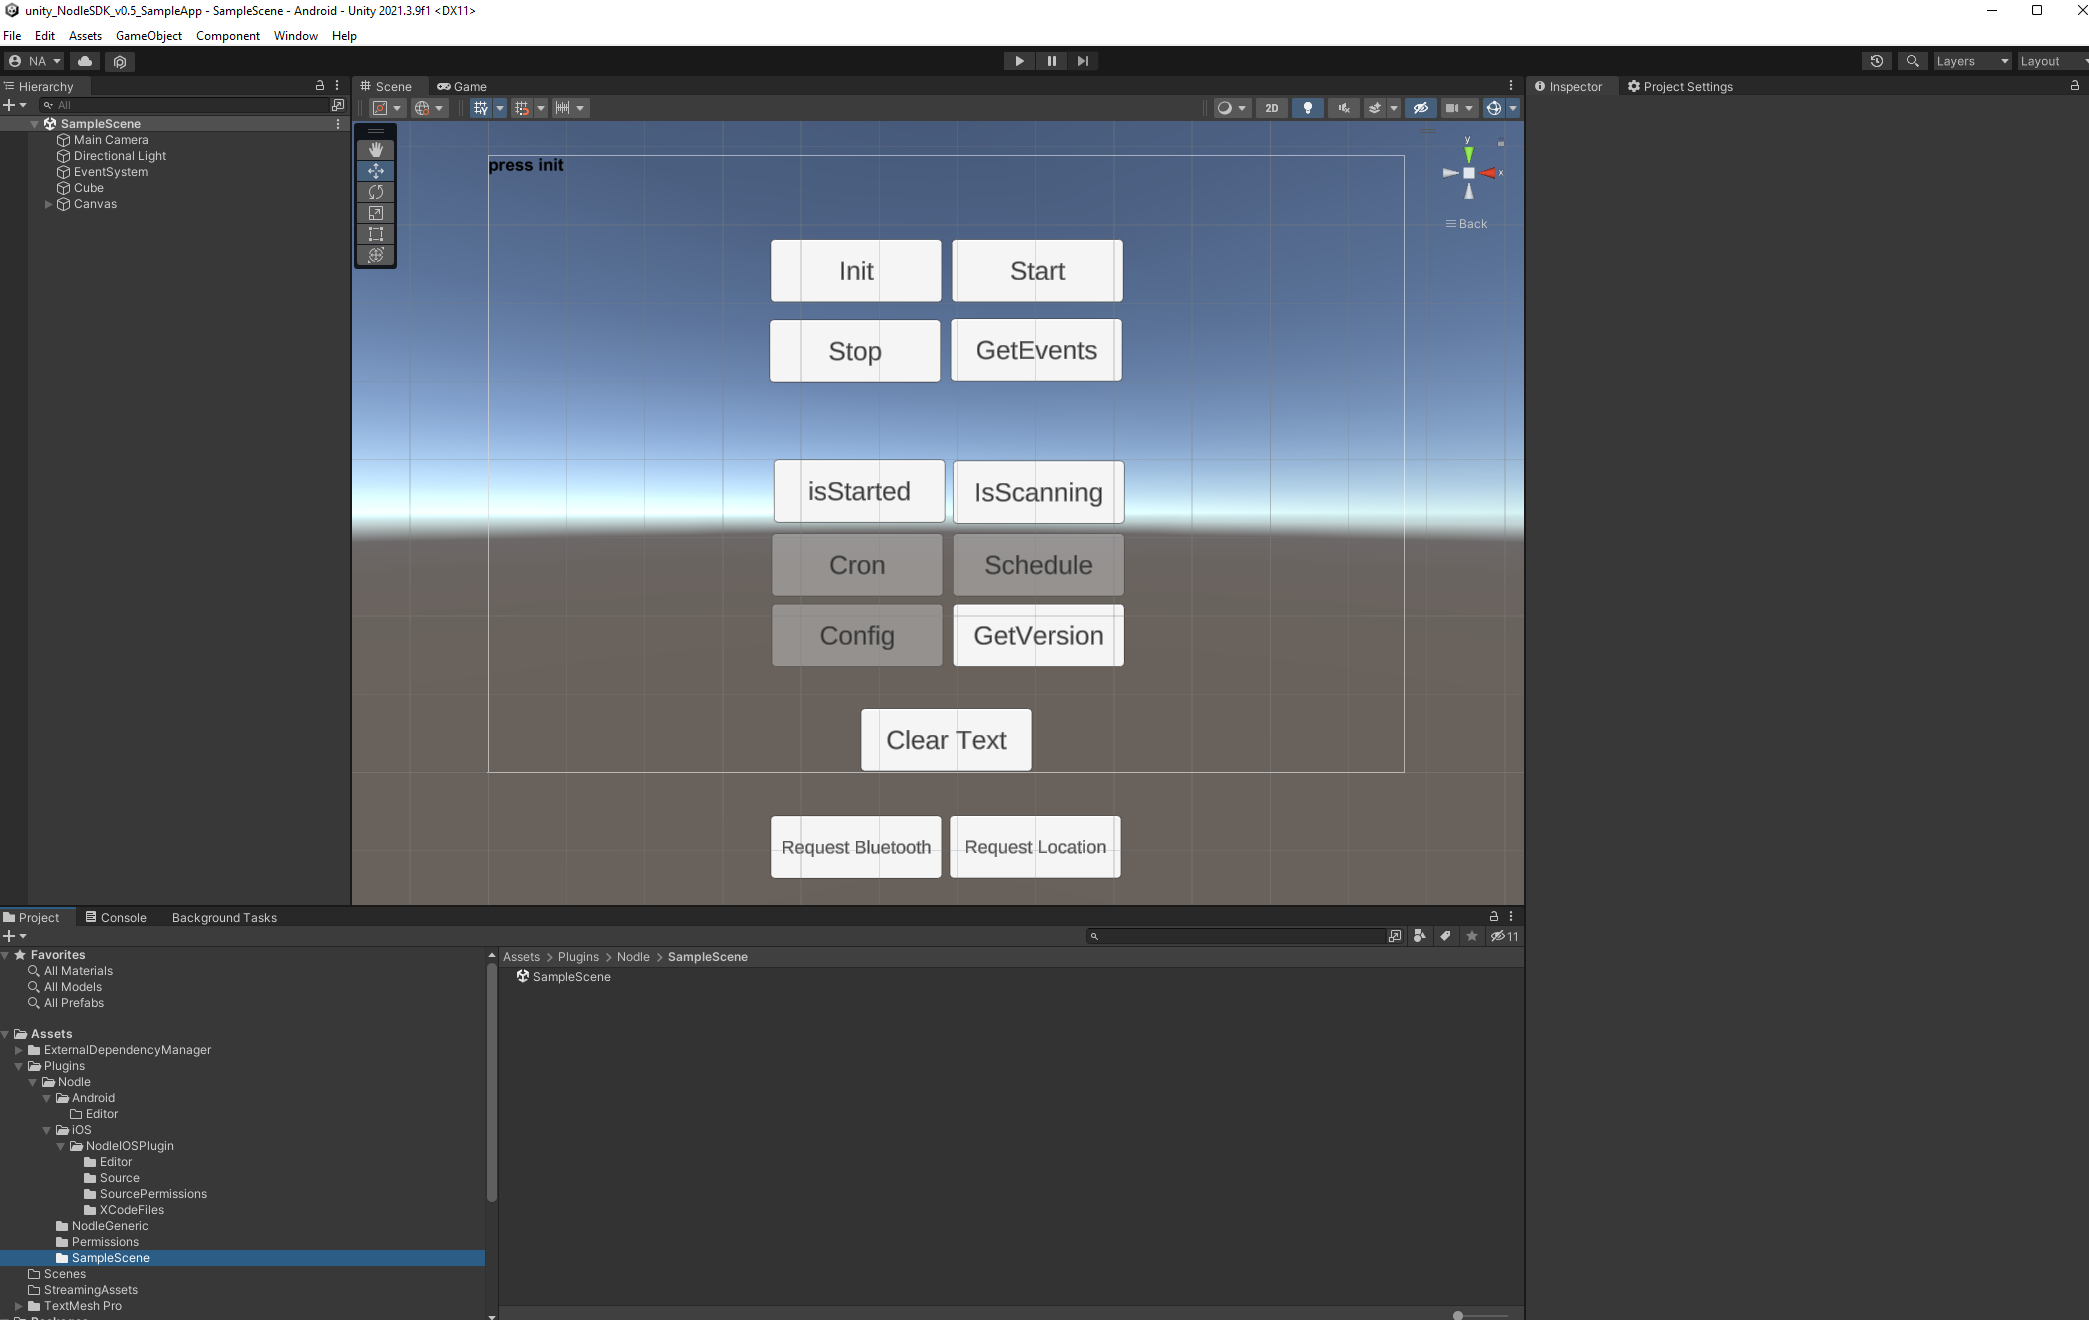 unity_NodleSDK_v0.5_SampleApp - SampleScene - Android - Unity 2021.3.9f1 <DX11>
File Edit Assets GameObject Component Window Help
NA
Layers
Layout
Hierarchy
All
SampleScene
Main Camera
Directional Light
EventSystem
Cube
Canvas
Scene
Game
2D
y
x
Back
press init
Init
Start
Stop
GetEvents
isStarted
IsScanning
Cron
Schedule
Config
GetVersion
Clear Text
Request Bluetooth
Request Location
Inspector
Project Settings
Project
Console
Background Tasks
11
Favorites
All Materials
All Models
All Prefabs
Assets
ExternalDependencyManager
Plugins
Nodle
Android
Editor
iOS
NodleIOSPlugin
Editor
Source
SourcePermissions
XCodeFiles
NodleGeneric
Permissions
SampleScene
Scenes
StreamingAssets
TextMesh Pro
Assets > Plugins > Nodle > SampleScene
SampleScene